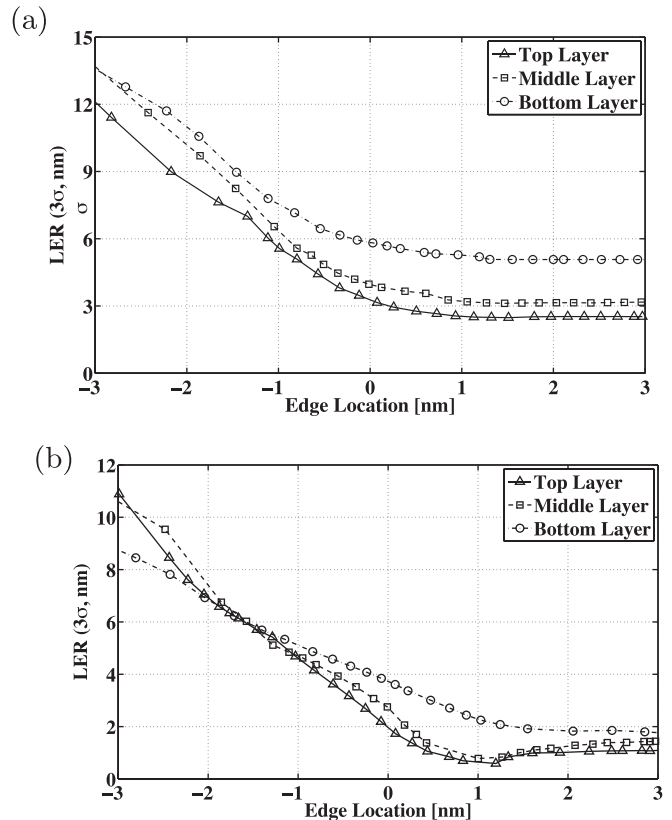 (a)
15
12
9
6
3
0
LER (3σ, nm)
σ
Top Layer
Middle Layer
Bottom Layer
−3 −2 −1 0 1 2 3
Edge Location [nm]
(b)
12
10
8
6
4
2
0
LER (3σ, nm)
Top Layer
Middle Layer
Bottom Layer
−3 −2 −1 0 1 2 3
Edge Location [nm]